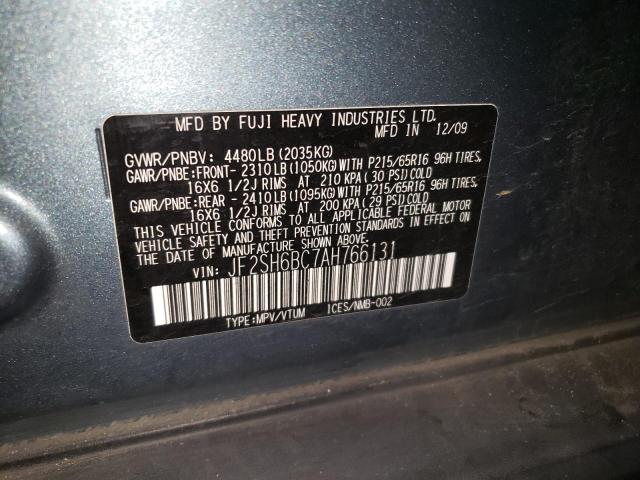 MFD BY FUJI HEAVY INDUSTRIES LTD.
MFD IN 12/09
GVWR/PNBV: 4480LB (2035KG)
GAWR/PNBE:FRONT- 2310LB(1050KG)WITH P215/65R16 96H TIRES,
16X6 1/2J RIMS AT 210 KPA (30 PSI)COLD
GAWR/PNBE:REAR - 2410LB(1095KG)WITH P215/65R16 96H TIRES,
16X6 1/2J RIMS AT 200 KPA (29 PSI)COLD
THIS VEHICLE CONFORMS TO ALL APPLICABLE FEDERAL MOTOR
VEHICLE SAFETY AND THEFT PREVENTION STANDARDS IN EFFECT ON
THE DATE OF MANUFACTURE SHOWN ABOVE.
VIN: JF2SH6BC7AH766131
TYPE:MPV/VTUM ICES/NMB-002